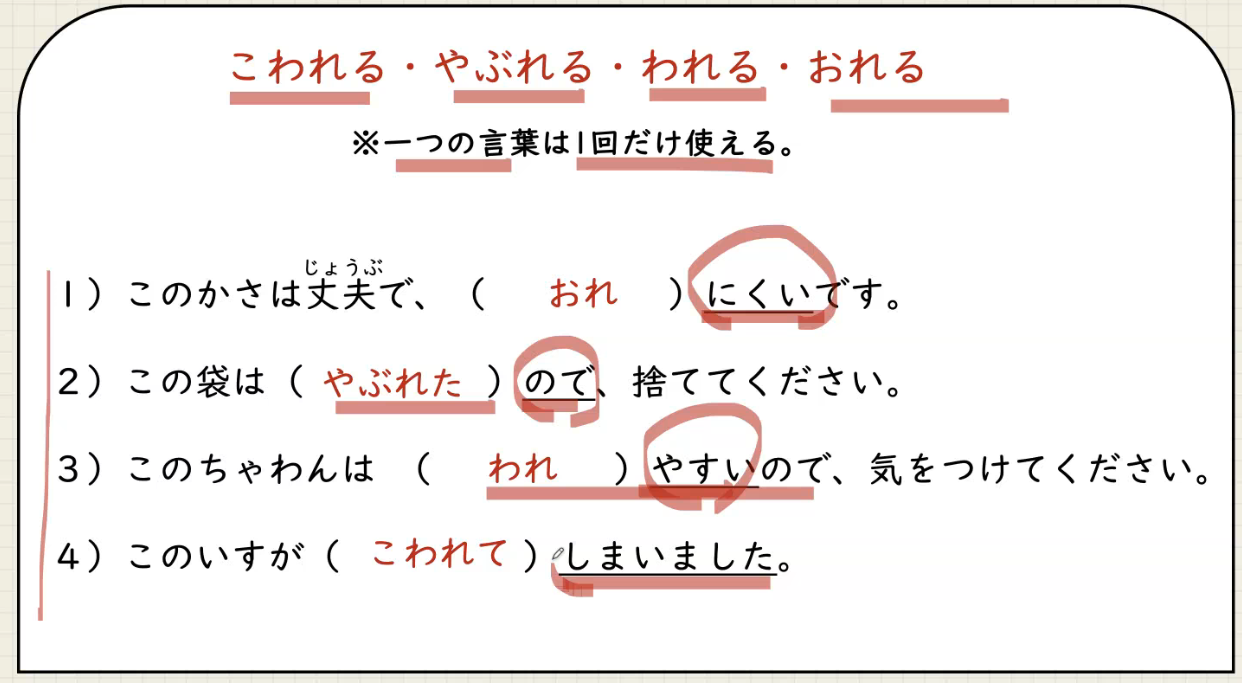 こわれる・やぶれる・われる・おれる
※一つの言葉は1回だけ使える。
じょうぶ
1）このかさは丈夫で、（ おれ ）にくいです。
2）この袋は（ やぶれた ）ので、捨ててください。
3）このちゃわんは （ われ ）やすいので、気をつけてください。
4）このいすが（ こわれて ）しまいました。